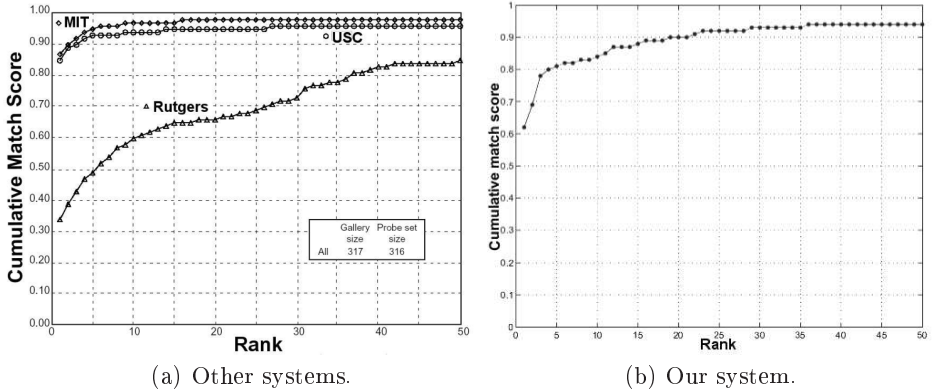 1.00
0.90
0.80
0.70
0.60
0.50
0.40
0.30
0.20
0.10
0.00
Cumulative Match Score
MIT
USC
Rutgers
Gallery size Probe set size
All 317 316
0 10 20 30 40 50
Rank
(a) Other systems.
1
0.9
0.8
0.7
0.6
0.5
0.4
0.3
0.2
0.1
0
Cumulative match score
0 5 10 15 20 25 30 35 40 45 50
Rank
(b) Our system.